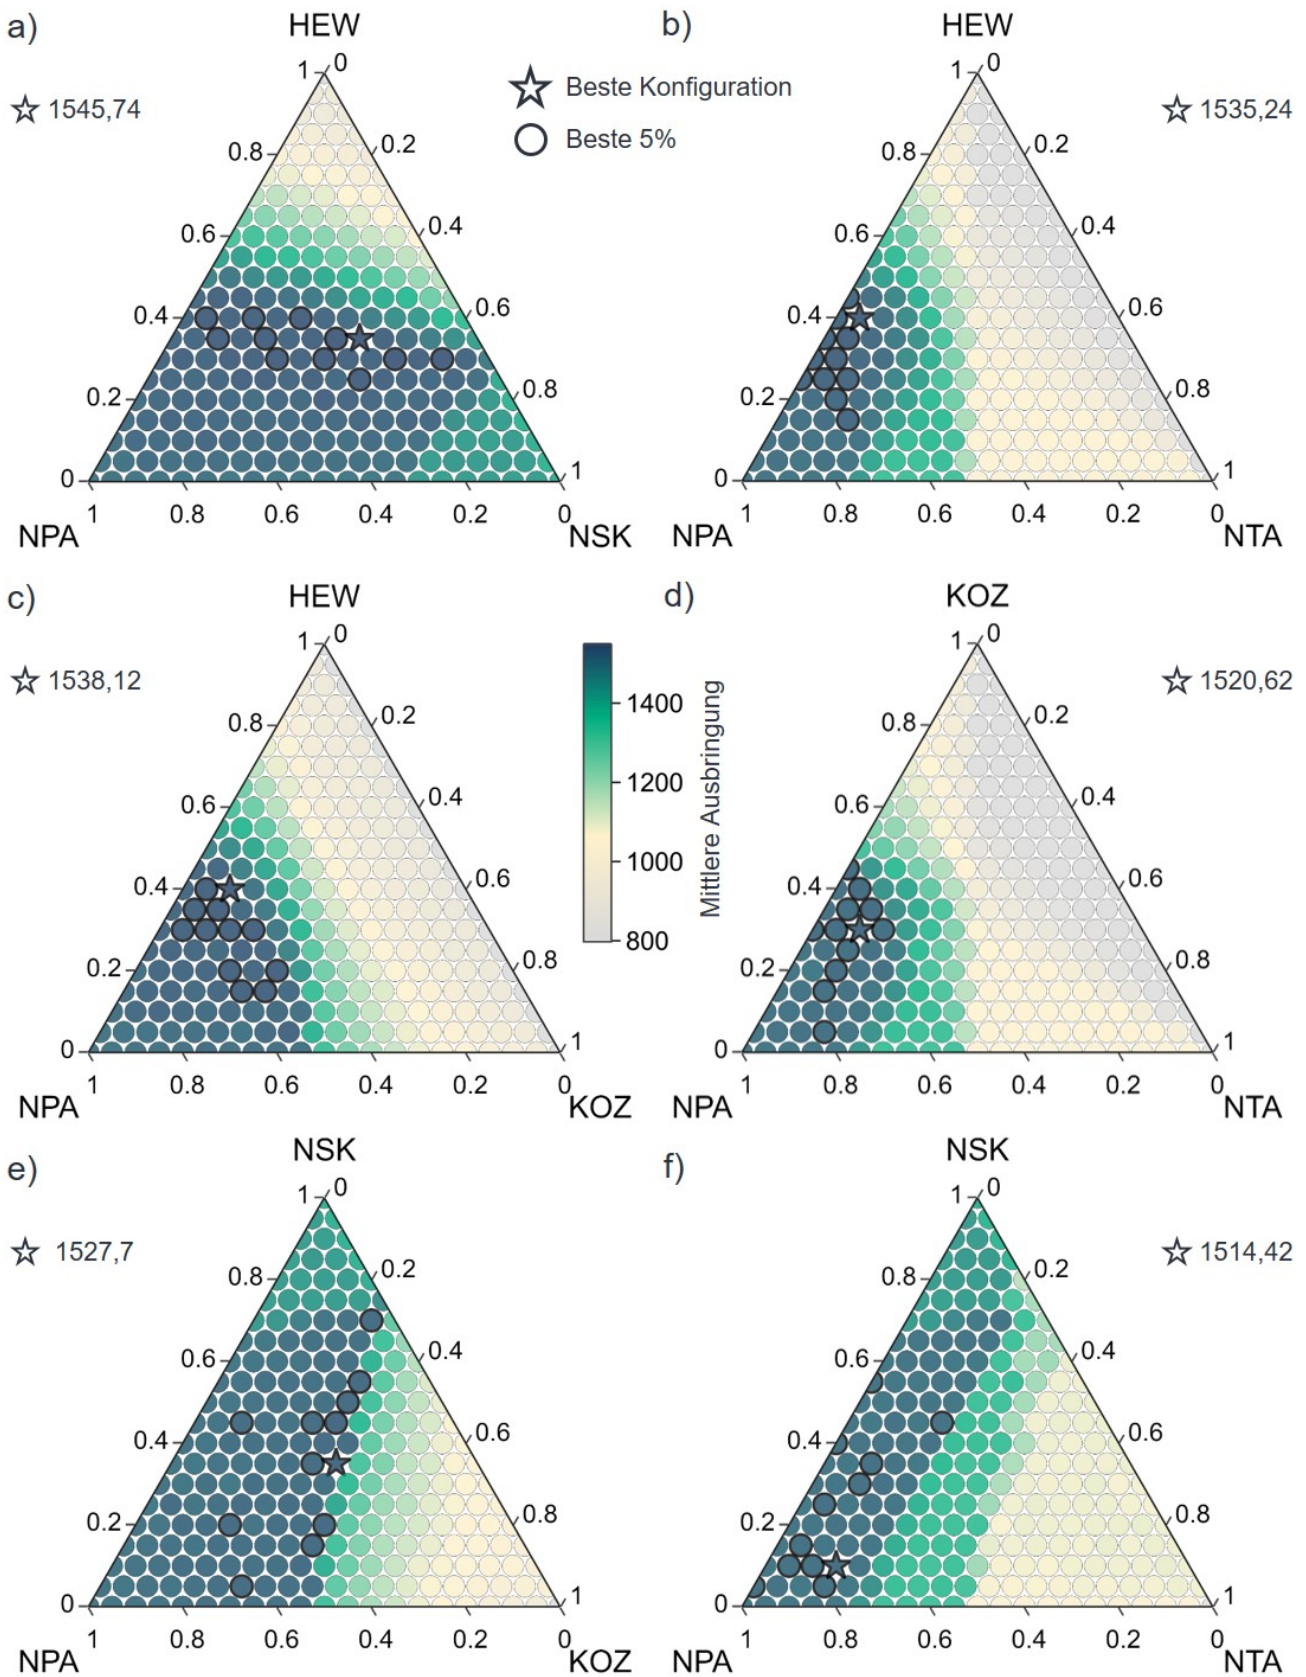 a)
HEW
b)
HEW
1 0
1 0
Beste Konfiguration
1545,74
1535,24
Beste 5%
0.8 0.2
0.8 0.2
0.6 0.4
0.6 0.4
0.4 0.6
0.4 0.6
0.2 0.8
0.2 0.8
0 1
0 1
1 0.8 0.6 0.4 0.2 0
1 0.8 0.6 0.4 0.2 0
NPA NSK
NPA NTA
c)
HEW
d)
KOZ
1 0
1 0
1538,12
1520,62
1400
1200
1000
800
Mittlere Ausbringung
0.8 0.2
0.8 0.2
0.6 0.4
0.6 0.4
0.4 0.6
0.4 0.6
0.2 0.8
0.2 0.8
0 1
0 1
1 0.8 0.6 0.4 0.2 0
1 0.8 0.6 0.4 0.2 0
NPA KOZ
NPA NTA
e)
NSK
f)
NSK
1 0
1 0
1527,7
1514,42
0.8 0.2
0.8 0.2
0.6 0.4
0.6 0.4
0.4 0.6
0.4 0.6
0.2 0.8
0.2 0.8
0 1
0 1
1 0.8 0.6 0.4 0.2 0
1 0.8 0.6 0.4 0.2 0
NPA KOZ
NPA NTA